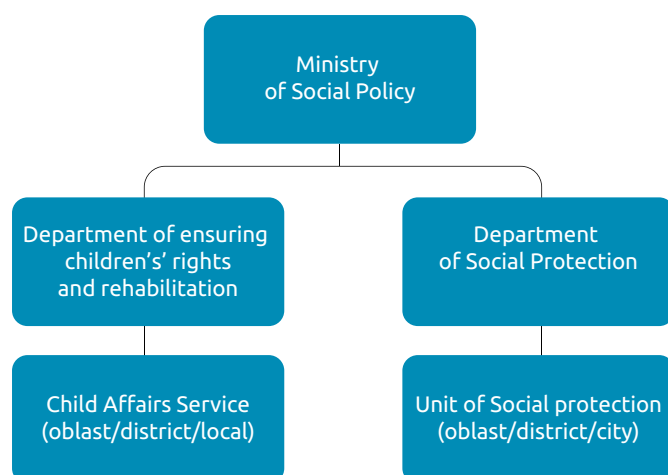 Ministry
of Social Policy
Department of ensuring
children's’ rights
and rehabilitation
Department
of Social Protection
Child Affairs Service
(oblast/district/local)
Unit of Social protection
(oblast/district/city)